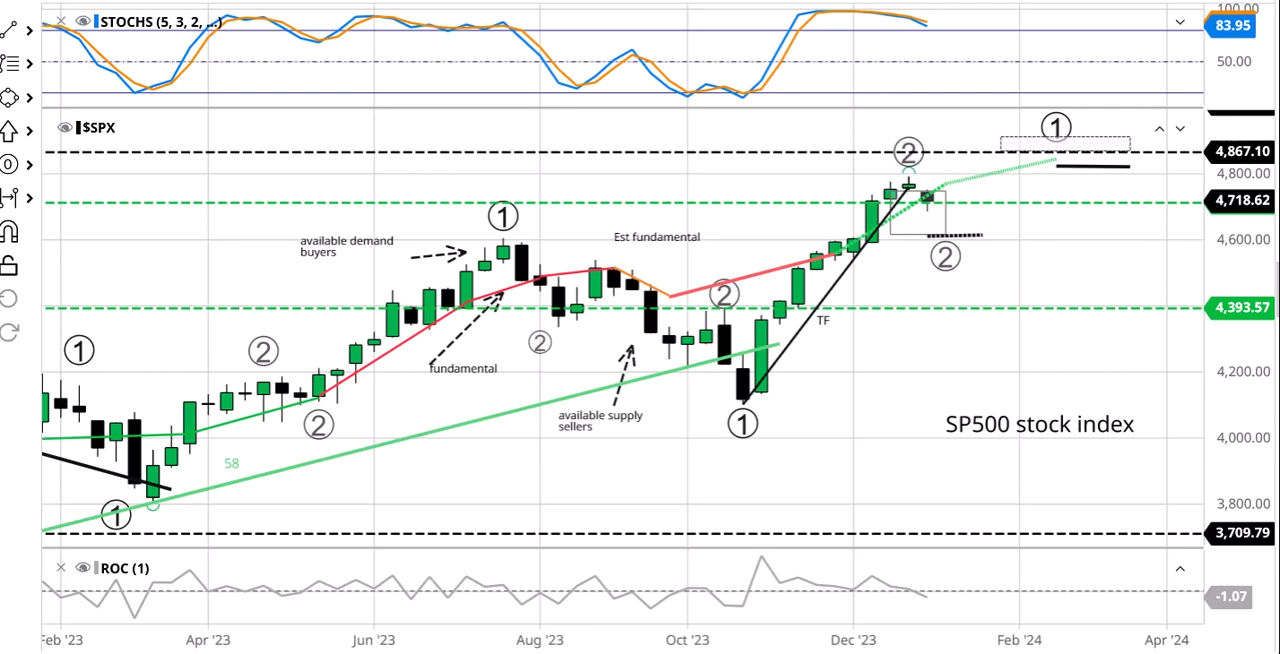 STOCHS (5, 3, 2, ...)
100.00
83.95
50.00
$SPX
①
4,867.10
②
4,800.00
4,718.62
①
available demand
buyers
Est fundamental
4,600.00
②
②
4,393.57
TF
①
②
②
fundamental
4,200.00
available supply
sellers
②
①
SP500 stock index
4,000.00
58
①
3,800.00
3,709.79
ROC (1)
-1.07
Feb '23
Apr '23
Jun '23
Aug '23
Oct '23
Dec '23
Feb '24
Apr '24